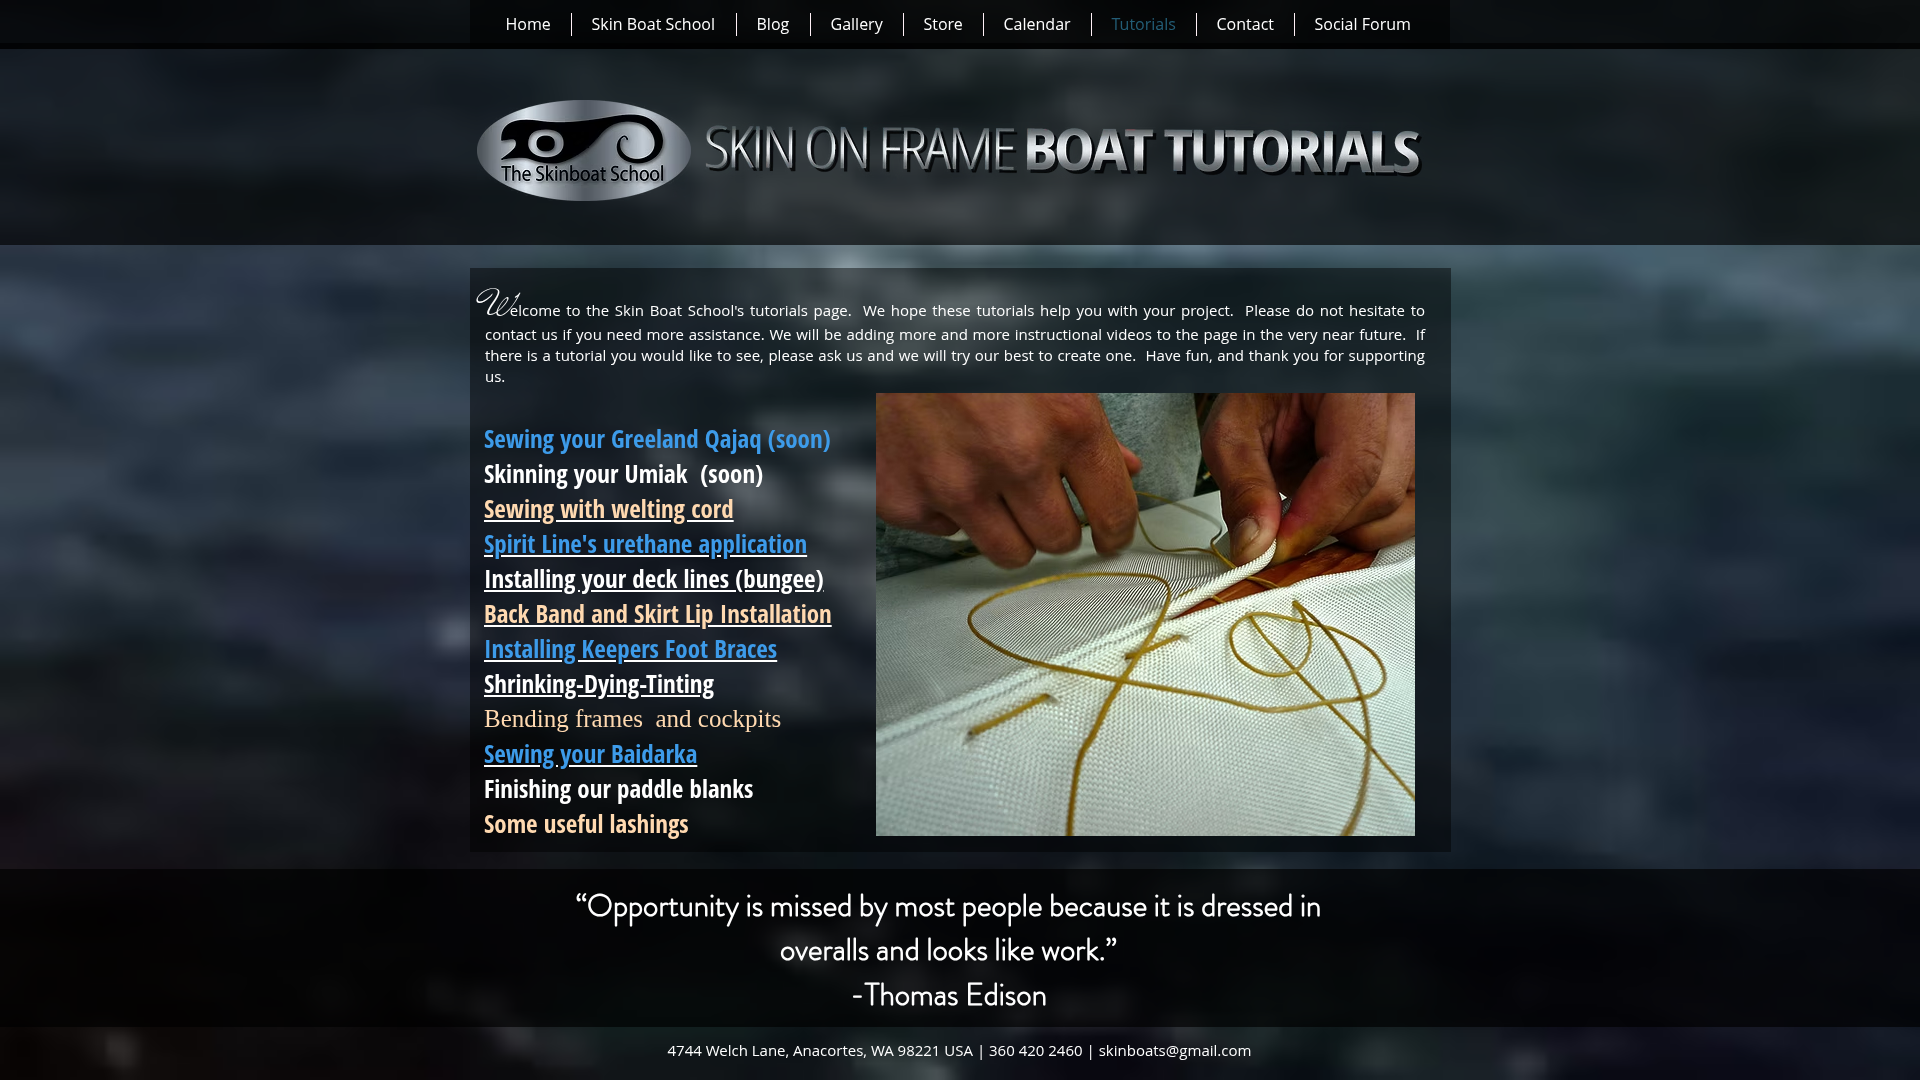 Home
Skin Boat School
Blog
Gallery
Store
Calendar
Tutorials
Contact
Social Forum
The Skinboat School
SKIN ON FRAME BOAT TUTORIALS
Welcome to the Skin Boat School's tutorials page.  We hope these tutorials help you with your project.  Please do not hesitate to
contact us if you need more assistance. We will be adding more and more instructional videos to the page in the very near future.  If
there is a tutorial you would like to see, please ask us and we will try our best to create one.  Have fun, and thank you for supporting
us.
Sewing your Greeland Qajaq (soon)
Skinning your Umiak  (soon)
Sewing with welting cord
Spirit Line's urethane application
Installing your deck lines (bungee)
Back Band and Skirt Lip Installation
Installing Keepers Foot Braces
Shrinking-Dying-Tinting
Bending frames  and cockpits
Sewing your Baidarka
Finishing our paddle blanks
Some useful lashings
“Opportunity is missed by most people because it is dressed in
overalls and looks like work.”
-Thomas Edison
4744 Welch Lane, Anacortes, WA 98221 USA | 360 420 2460 | skinboats@gmail.com